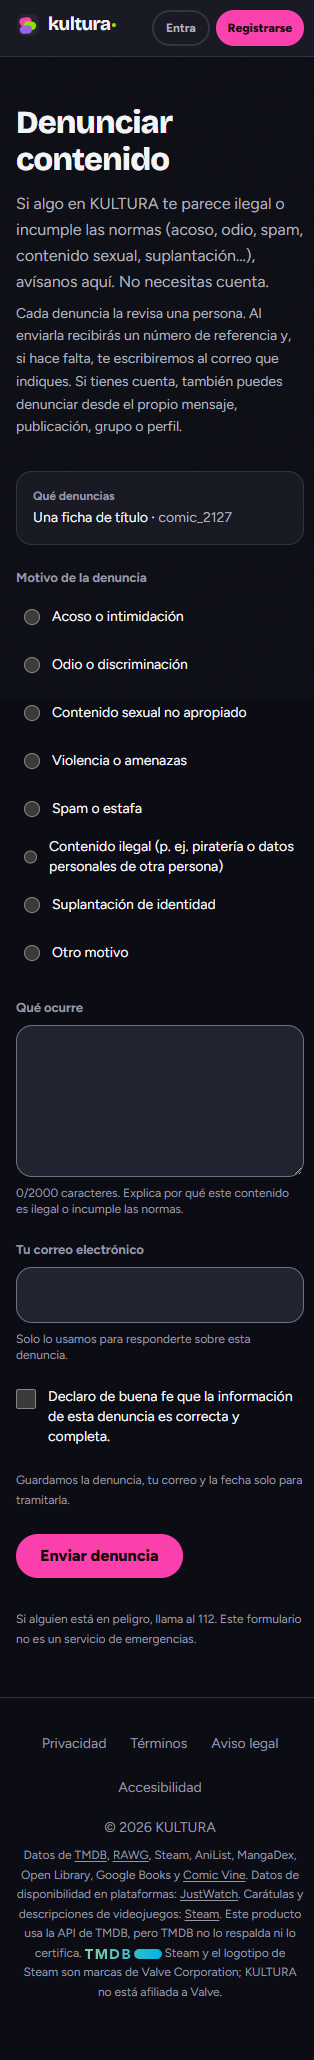 kultura
Entra
Registrarse
Denunciar
contenido
Si algo en KULTURA te parece ilegal o
incumple las normas (acoso, odio, spam,
contenido sexual, suplantación…),
avísanos aquí. No necesitas cuenta.
Cada denuncia la revisa una persona. Al
enviarla recibirás un número de referencia y,
si hace falta, te escribiremos al correo que
indiques. Si tienes cuenta, también puedes
denunciar desde el propio mensaje,
publicación, grupo o perfil.
Qué denuncias
Una ficha de título · comic_2127
Motivo de la denuncia
Acoso o intimidación
Odio o discriminación
Contenido sexual no apropiado
Violencia o amenazas
Spam o estafa
Contenido ilegal (p. ej. piratería o datos
personales de otra persona)
Suplantación de identidad
Otro motivo
Qué ocurre
0/2000 caracteres. Explica por qué este contenido
es ilegal o incumple las normas.
Tu correo electrónico
Solo lo usamos para responderte sobre esta
denuncia.
Declaro de buena fe que la información
de esta denuncia es correcta y
completa.
Guardamos la denuncia, tu correo y la fecha solo para
tramitarla.
Enviar denuncia
Si alguien está en peligro, llama al 112. Este formulario
no es un servicio de emergencias.
Privacidad
Términos
Aviso legal
Accesibilidad
© 2026 KULTURA
Datos de TMDB, RAWG, Steam, AniList, MangaDex,
Open Library, Google Books y Comic Vine. Datos de
disponibilidad en plataformas: JustWatch. Carátulas y
descripciones de videojuegos: Steam. Este producto
usa la API de TMDB, pero TMDB no lo respalda ni lo
certifica. TMDB Steam y el logotipo de
Steam son marcas de Valve Corporation; KULTURA
no está afiliada a Valve.